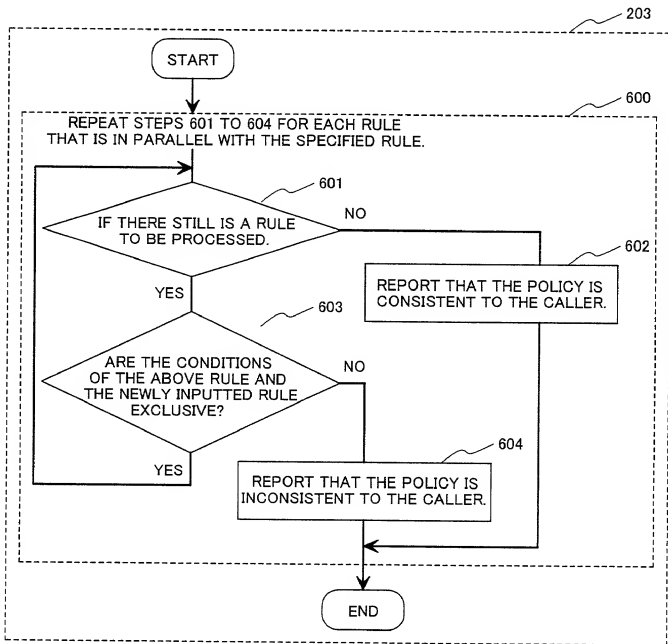 203
START
600
REPEAT STEPS 601 TO 604 FOR EACH RULE
THAT IS IN PARALLEL WITH THE SPECIFIED RULE.
601
IF THERE STILL IS A RULE
TO BE PROCESSED.
NO
602
REPORT THAT THE POLICY IS
CONSISTENT TO THE CALLER.
YES
603
ARE THE CONDITIONS
OF THE ABOVE RULE AND
THE NEWLY INPUTTED RULE
EXCLUSIVE?
NO
YES
604
REPORT THAT THE POLICY IS
INCONSISTENT TO THE CALLER.
END